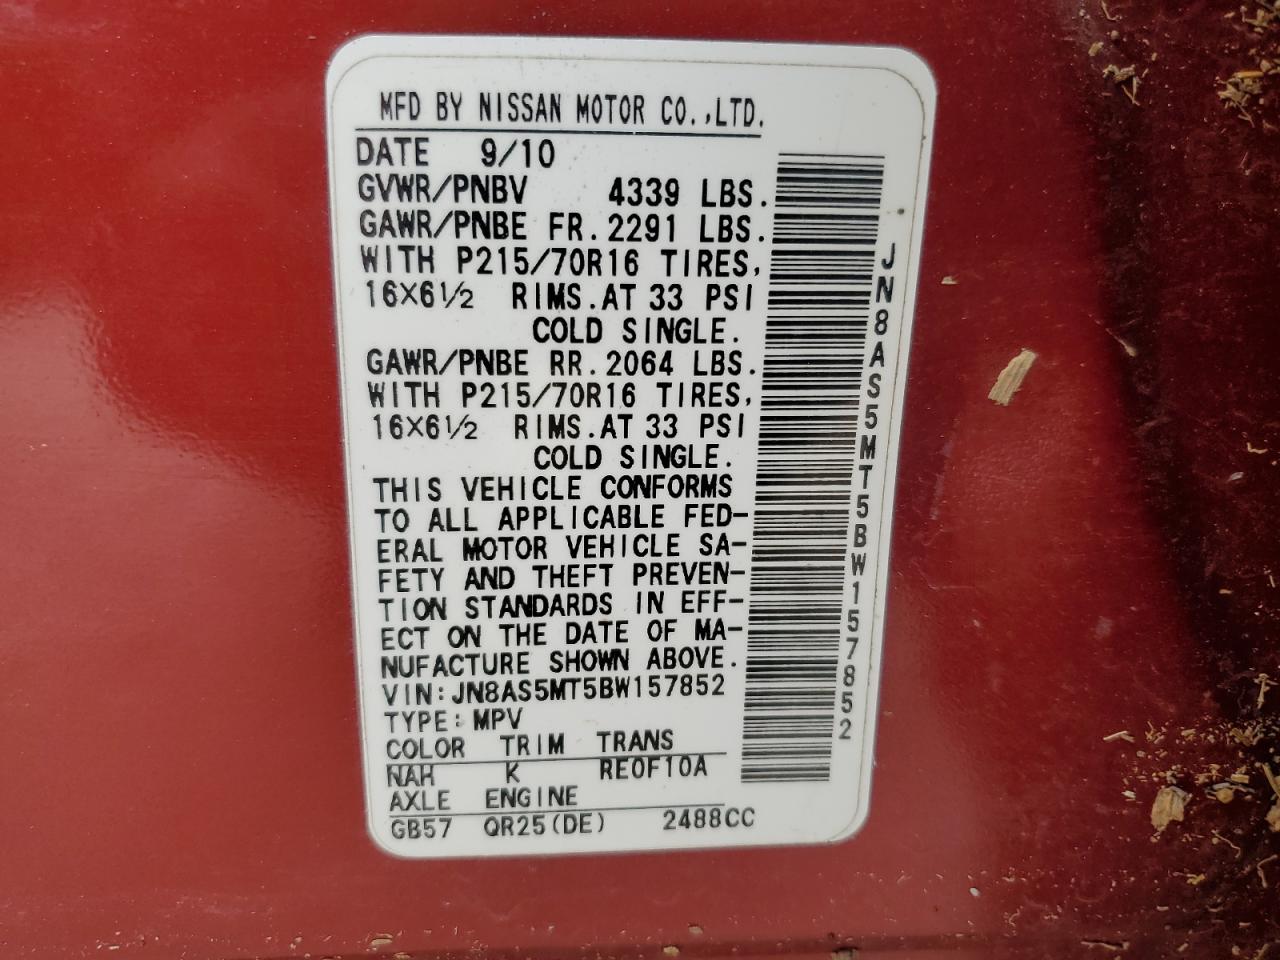 MFD BY NISSAN MOTOR CO.,LTD.
DATE 9/10
GVWR/PNBV 4339 LBS.
GAWR/PNBE FR. 2291 LBS.
WITH P215/70R16 TIRES,
16×6½ RIMS.AT 33 PSI
COLD SINGLE.
GAWR/PNBE RR. 2064 LBS.
WITH P215/70R16 TIRES,
16×6½ RIMS.AT 33 PSI
COLD SINGLE.
THIS VEHICLE CONFORMS
TO ALL APPLICABLE FED-
ERAL MOTOR VEHICLE SA-
FETY AND THEFT PREVEN-
TION STANDARDS IN EFF-
ECT ON THE DATE OF MA-
NUFACTURE SHOWN ABOVE.
VIN: JN8AS5MT5BW157852
TYPE: MPV
COLOR TRIM TRANS
NAH K RE0F10A
AXLE ENGINE
GB57 QR25(DE) 2488CC
JN8AS5MT5BW157852